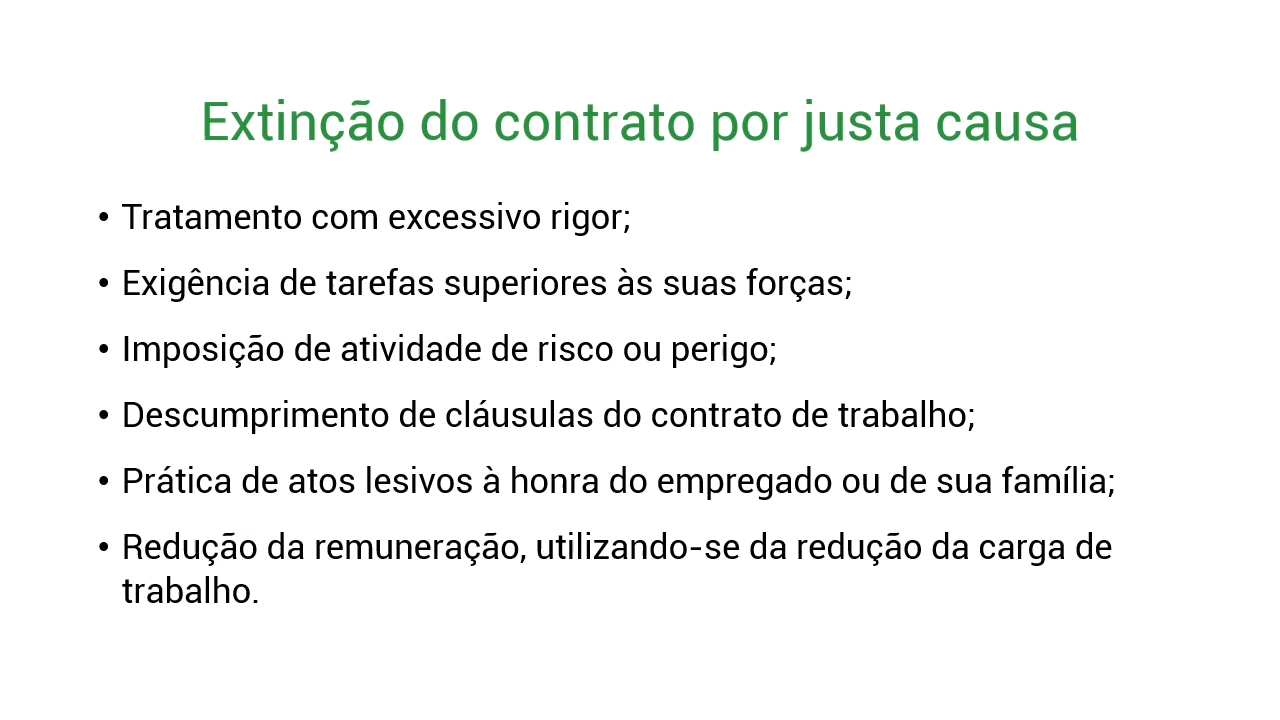 Extinção do contrato por justa causa
• Tratamento com excessivo rigor;
• Exigência de tarefas superiores às suas forças;
• Imposição de atividade de risco ou perigo;
• Descumprimento de cláusulas do contrato de trabalho;
• Prática de atos lesivos à honra do empregado ou de sua família;
• Redução da remuneração, utilizando-se da redução da carga de
trabalho.